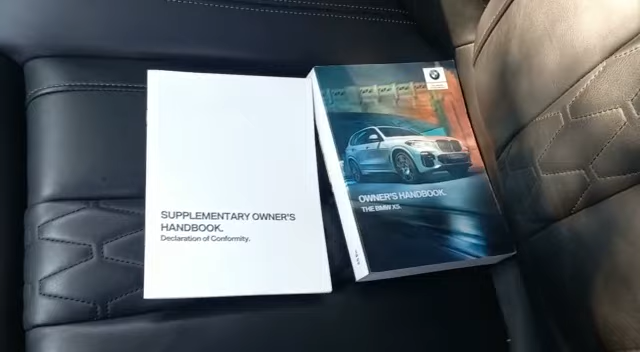 SUPPLEMENTARY OWNER'S
HANDBOOK.
Declaration of Conformity.
OWNER'S HANDBOOK.
THE BMW X5.